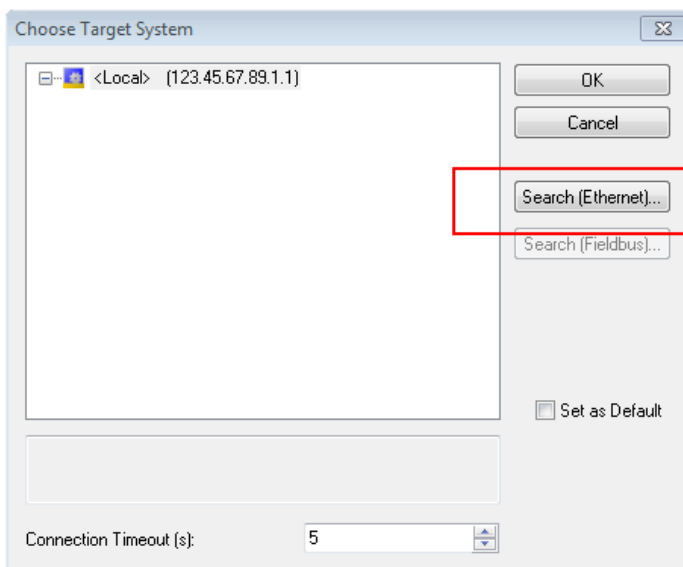 Choose Target System
<Local> (123.45.67.89.1.1)
OK
Cancel
Search (Ethernet)...
Search (Fieldbus)...
Set as Default
Connection Timeout (s):
5